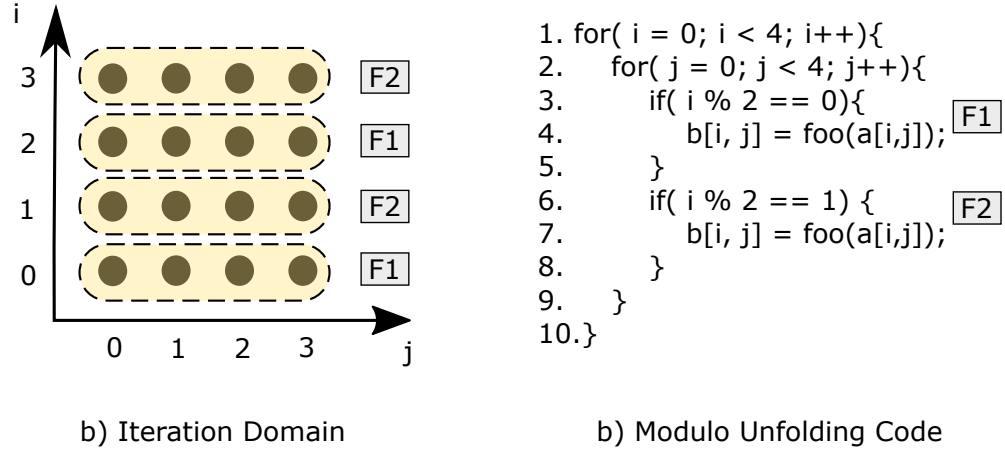 i
3 F2
2 F1
1 F2
0 F1
0 1 2 3 j
b) Iteration Domain
1. for( i = 0; i < 4; i++){
2. for( j = 0; j < 4; j++){
3. if( i % 2 == 0){
F1
4. b[i, j] = foo(a[i,j]);
5. }
6. if( i % 2 == 1) {
F2
7. b[i, j] = foo(a[i,j]);
8. }
9. }
10.}
b) Modulo Unfolding Code